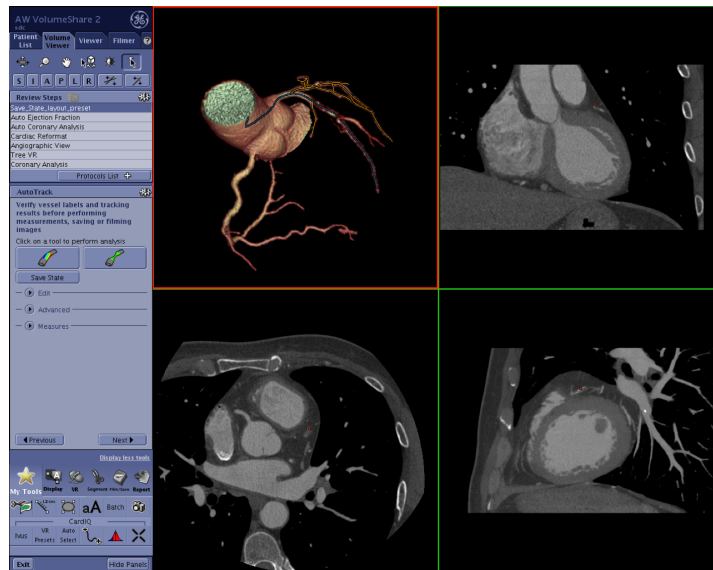 AW VolumeShare 2
sdc
Patient List
Volume Viewer
Viewer
Filmer
?
S I A P L R
Review Steps
Save_State_layout_preset
Auto Ejection Fraction
Auto Coronary Analysis
Cardiac Reformat
Angiographic View
Tree VR
Coronary Analysis
Protocols List
AutoTrack
Verify vessel labels and tracking
results before performing
measurements, saving or filming
images
Click on a tool to perform analysis
Save State
Edit
Advanced
Measures
Previous Next
Display less tools
My Tools Display VR Segment Film/Save Report
aA Batch
CardIQ
Ivus VR Presets Auto Select
Exit Hide Panels